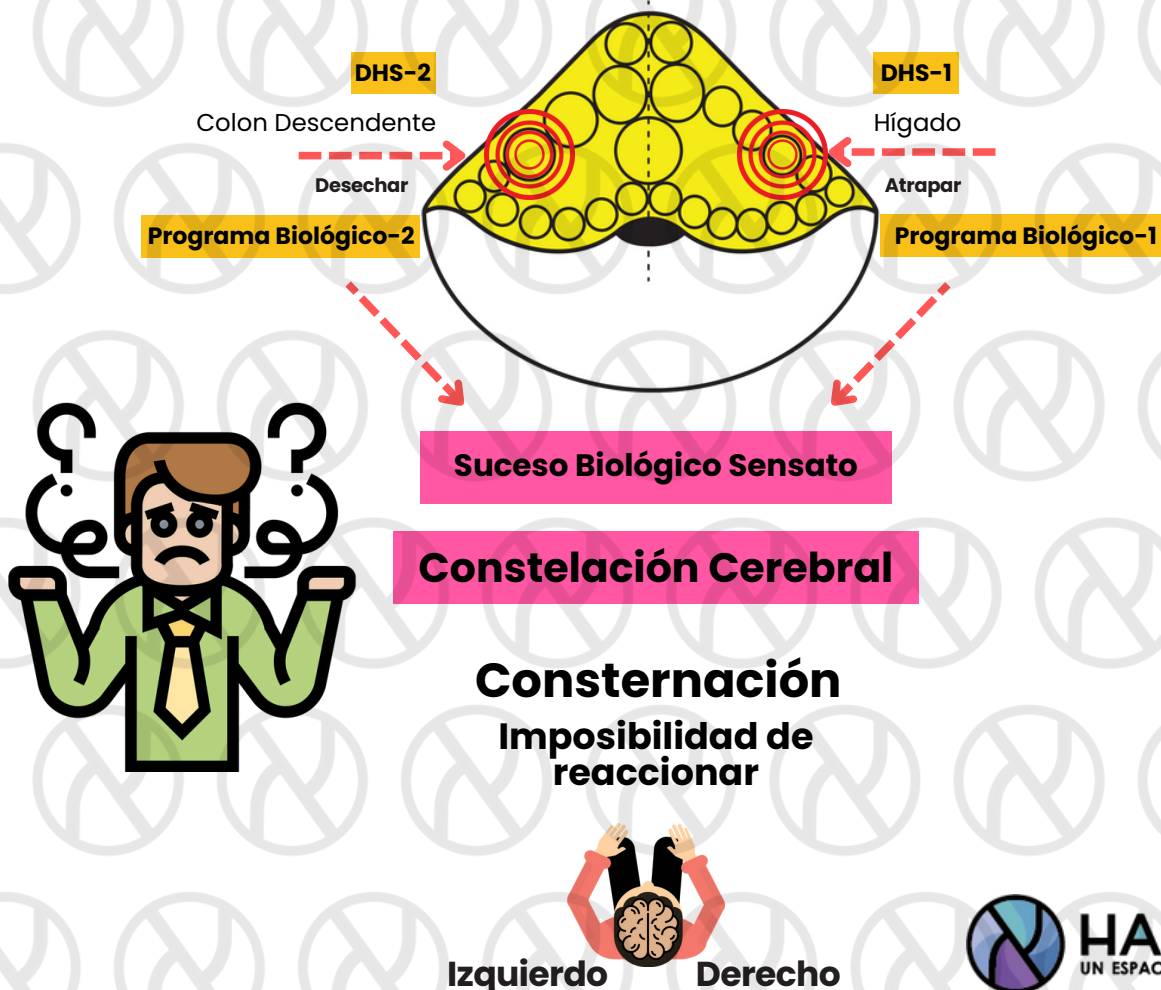 DHS-2
DHS-1
Colon Descendente
Hígado
Desechar
Atrapar
Programa Biológico-2
Programa Biológico-1
Suceso Biológico Sensato
Constelación Cerebral
Consternación
Imposibilidad de
reaccionar
Izquierdo
Derecho
HA
UN ESPAC